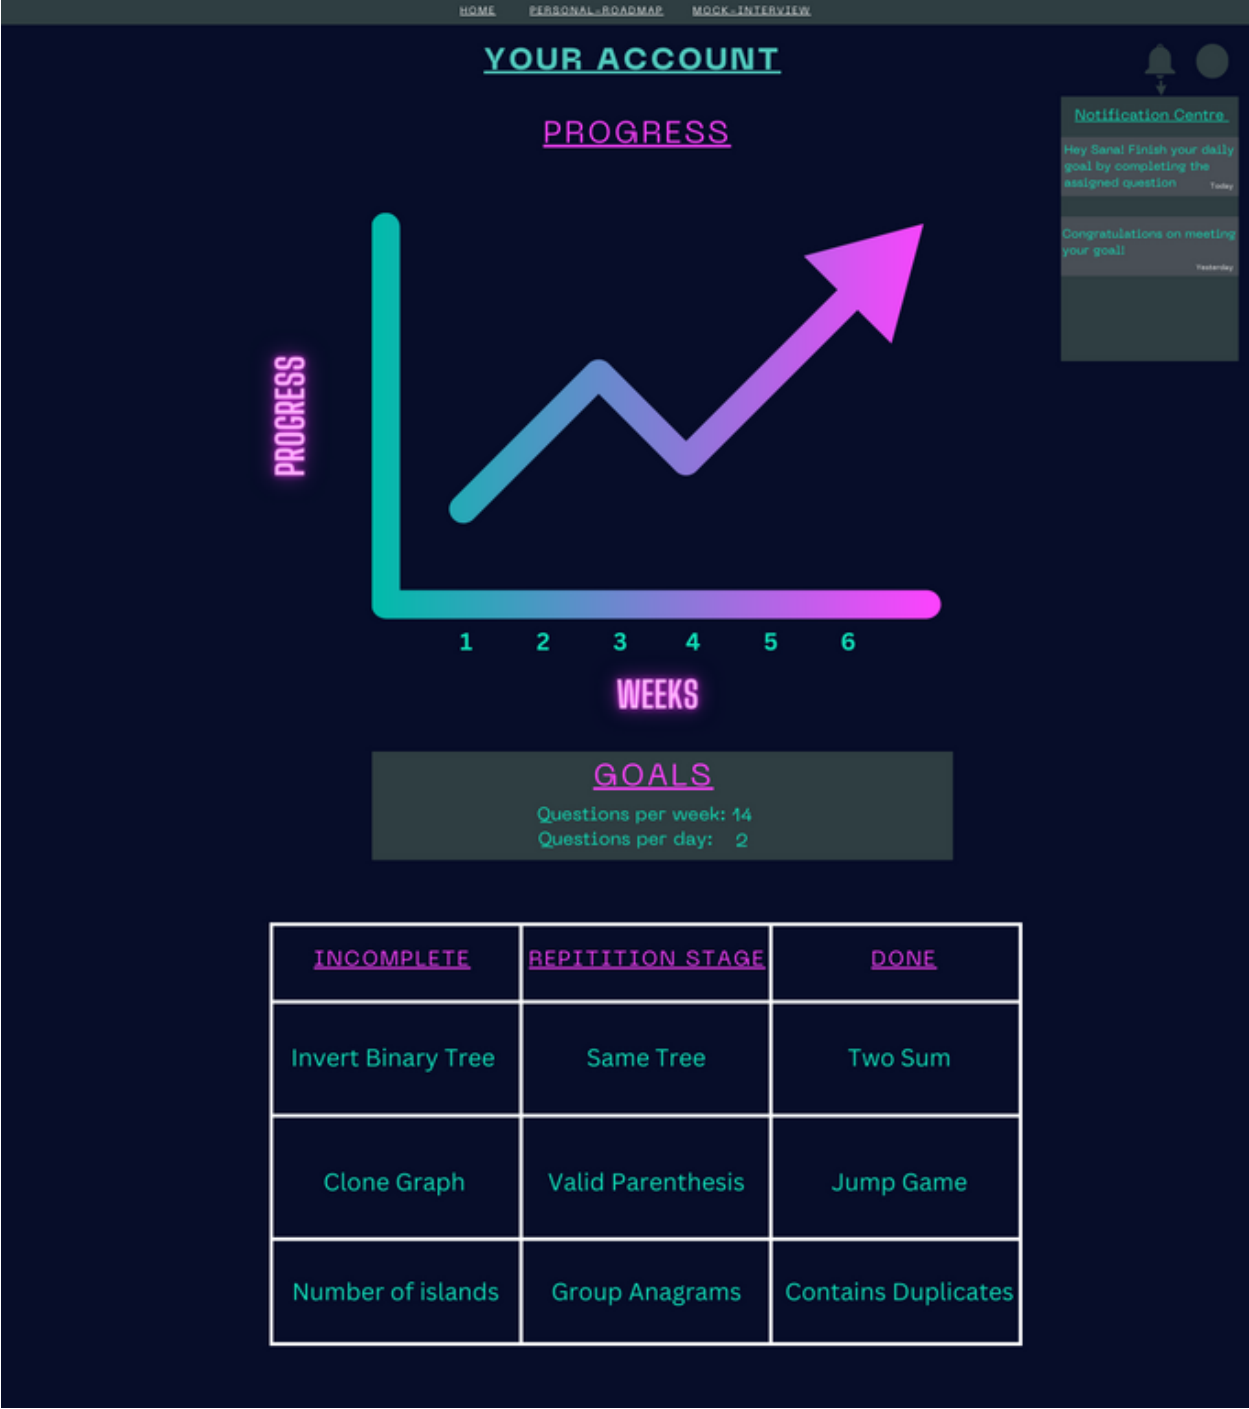 HOME PERSONAL-ROADMAP MOCK-INTERVIEW
YOUR ACCOUNT
PROGRESS
Notification Centre
Hey Sana! Finish your daily
goal by completing the
assigned question
Today
Congratulations on meeting
your goal!
Yesterday
PROGRESS
1 2 3 4 5 6
WEEKS
GOALS
Questions per week: 14
Questions per day: 2
INCOMPLETE REPITITION STAGE DONE
Invert Binary Tree Same Tree Two Sum
Clone Graph Valid Parenthesis Jump Game
Number of islands Group Anagrams Contains Duplicates